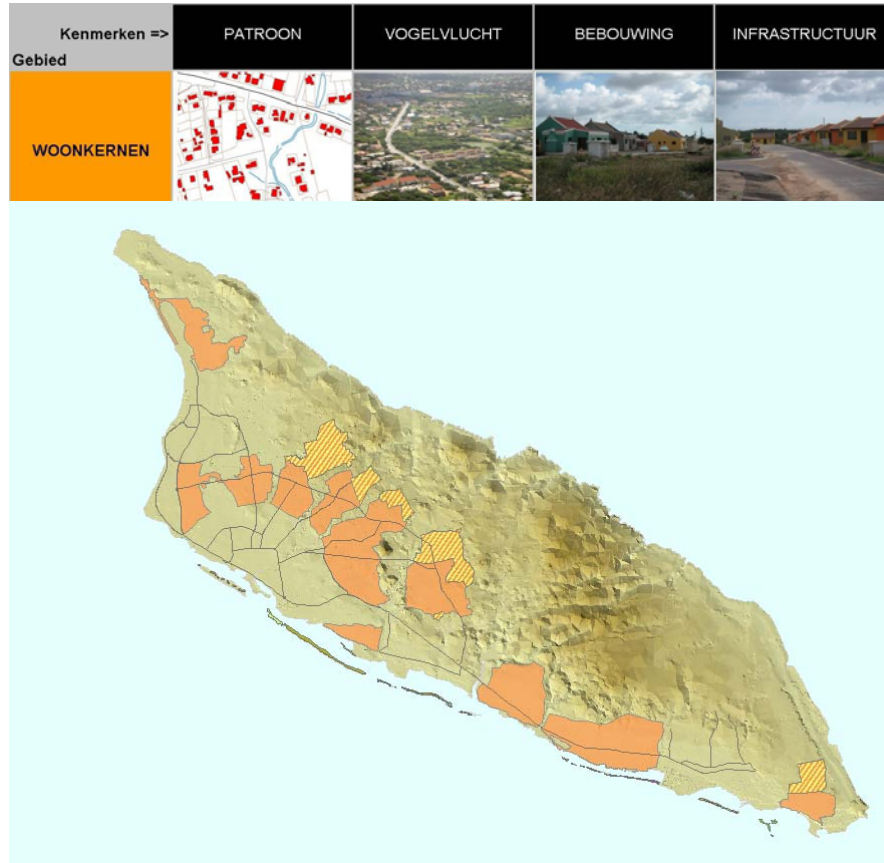 Kenmerken =>
Gebied
PATROON
VOGELVLUCHT
BEBOUWING
INFRASTRUCTUUR
WOONKERNEN